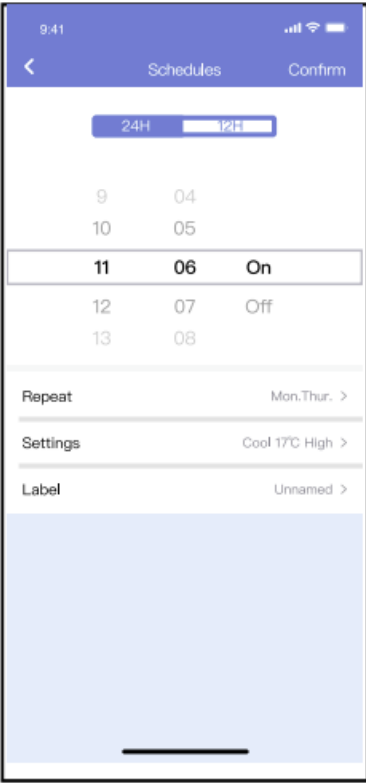 9:41
Schedules Confirm
24H 12H
9 04
10 05
11 06 On
12 07 Off
13 08
Repeat Mon.Thur. >
Settings Cool 17℃ High >
Label Unnamed >